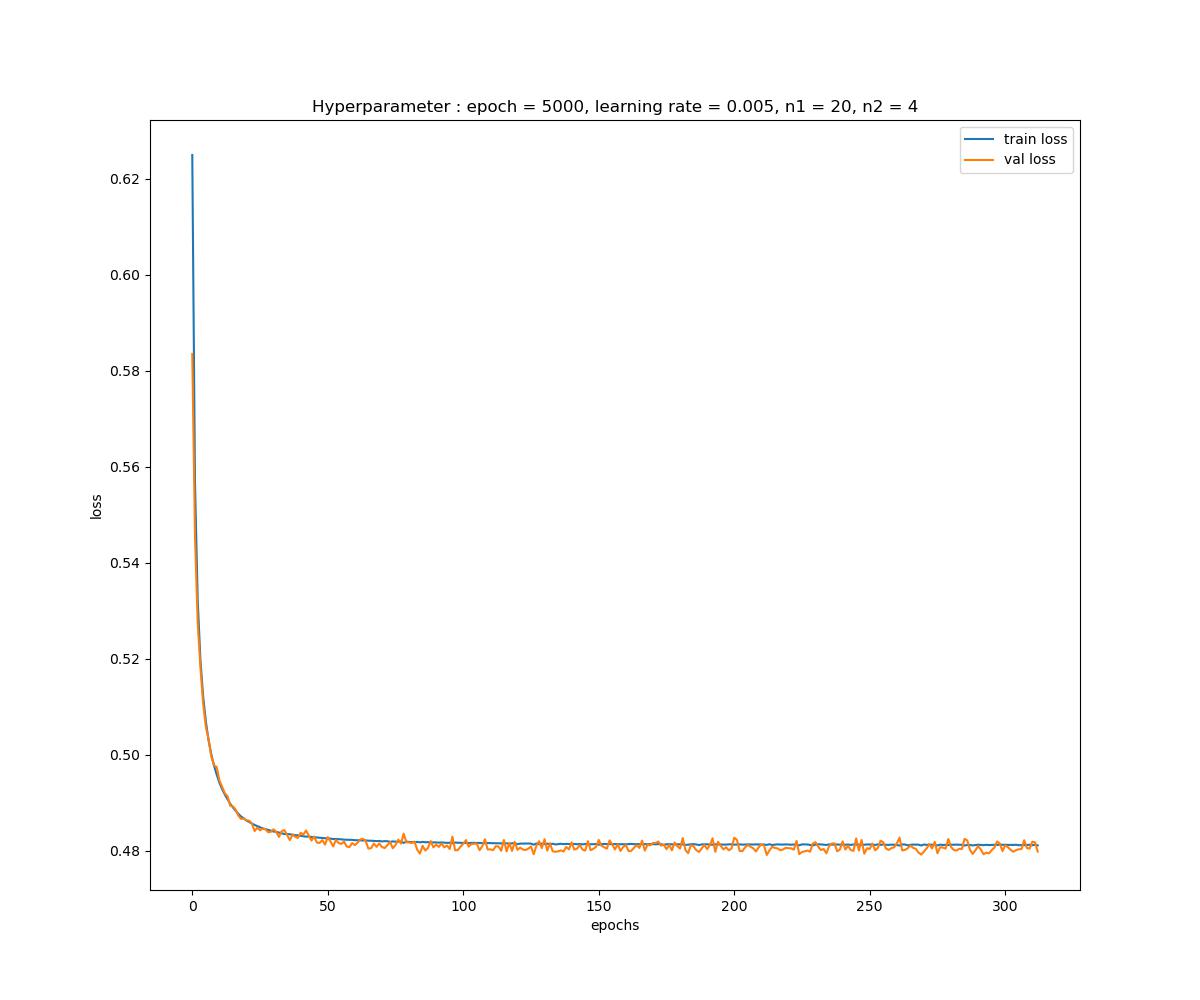 Hyperparameter : epoch = 5000, learning rate = 0.005, n1 = 20, n2 = 4
train loss
val loss
0.62
0.60
0.58
0.56
0.54
0.52
0.50
0.48
loss
0 50 100 150 200 250 300
epochs